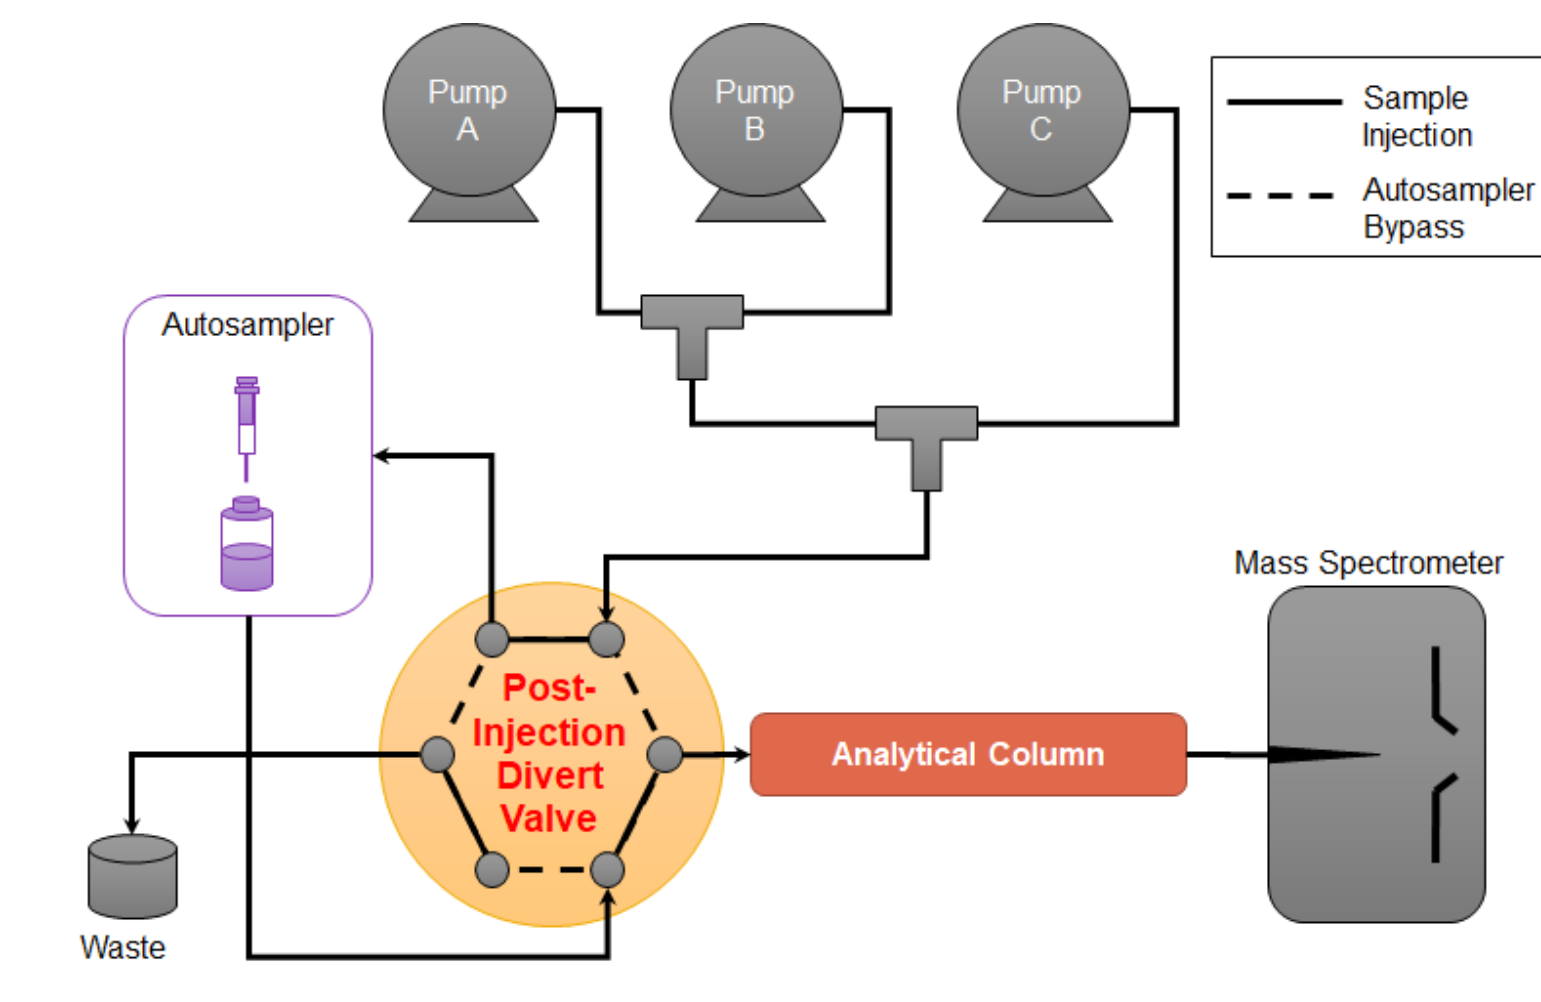 Pump
A
Pump
B
Pump
C
Sample
Injection
Autosampler
Bypass
Autosampler
Mass Spectrometer
Post-
Injection
Divert
Valve
Analytical Column
Waste